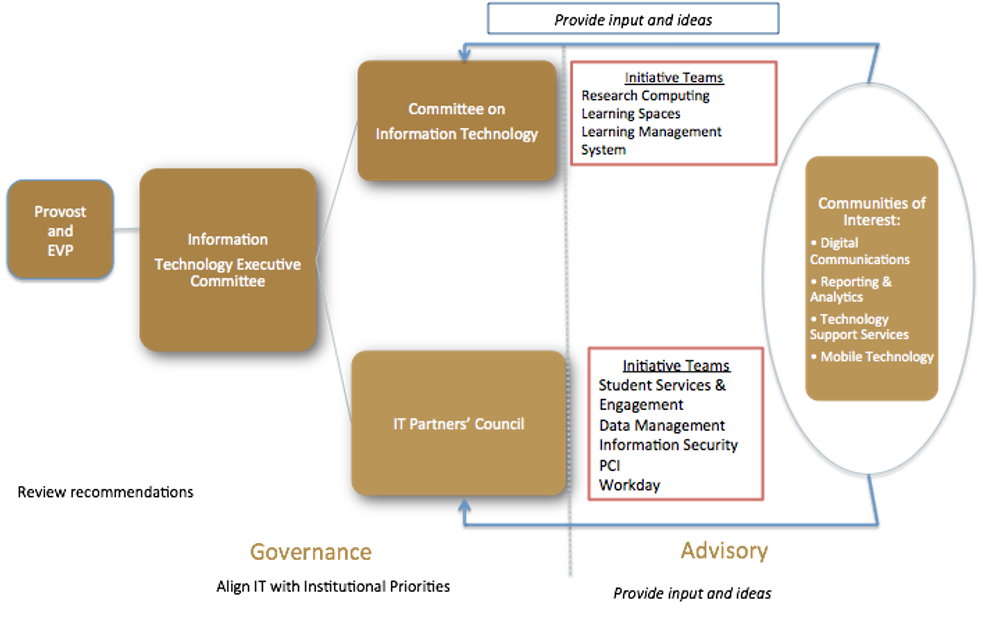 Provide input and ideas
Initiative Teams
Research Computing
Learning Spaces
Learning Management
System
Committee on
Information Technology
Provost
and
EVP
Information
Technology Executive
Committee
Communities of
Interest:
• Digital
Communications
• Reporting &
Analytics
• Technology
Support Services
• Mobile Technology
IT Partners’ Council
Initiative Teams
Student Services &
Engagement
Data Management
Information Security
PCI
Workday
Review recommendations
Governance
Advisory
Align IT with Institutional Priorities
Provide input and ideas